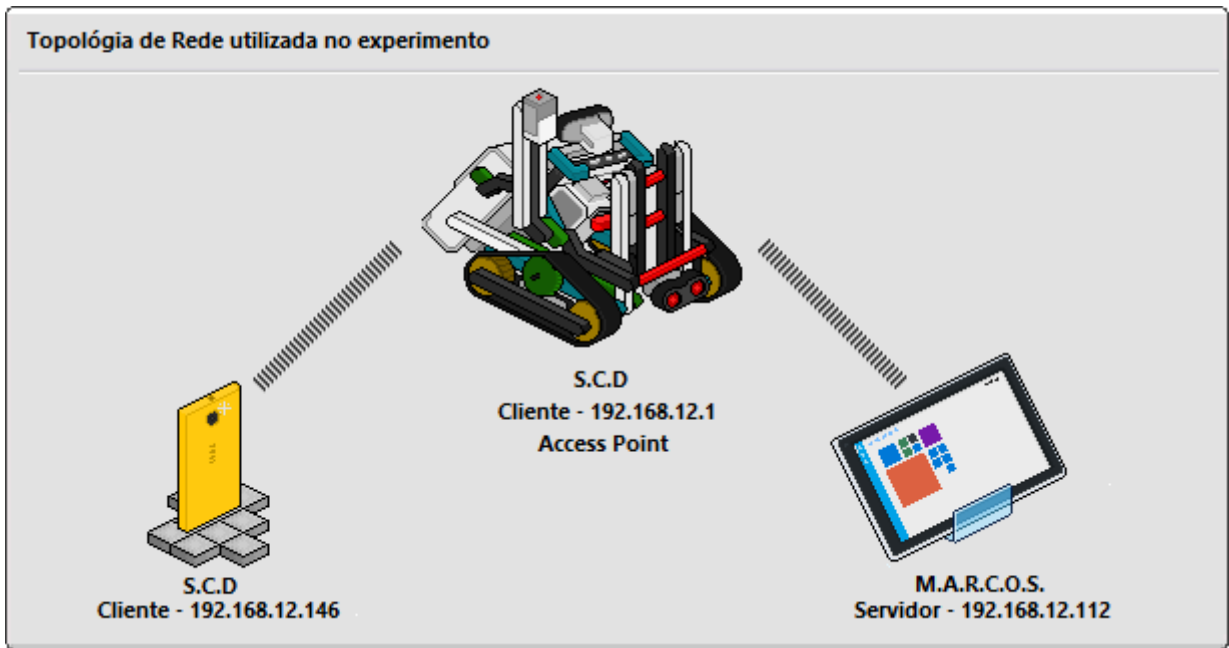 Topológia de Rede utilizada no experimento
S.C.D
Cliente - 192.168.12.1
Access Point
S.C.D
Cliente - 192.168.12.146
M.A.R.C.O.S.
Servidor - 192.168.12.112